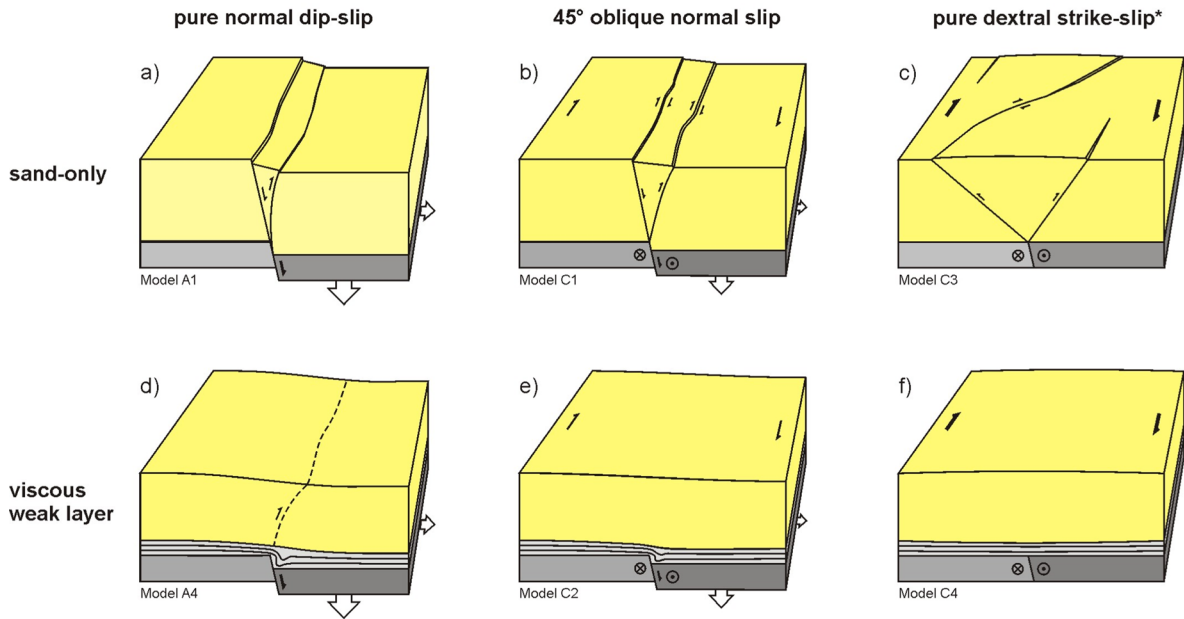 pure normal dip-slip
45° oblique normal slip
pure dextral strike-slip*
a)
b)
c)
sand-only
Model A1
Model C1
Model C3
d)
e)
f)
viscous
weak layer
Model A4
Model C2
Model C4